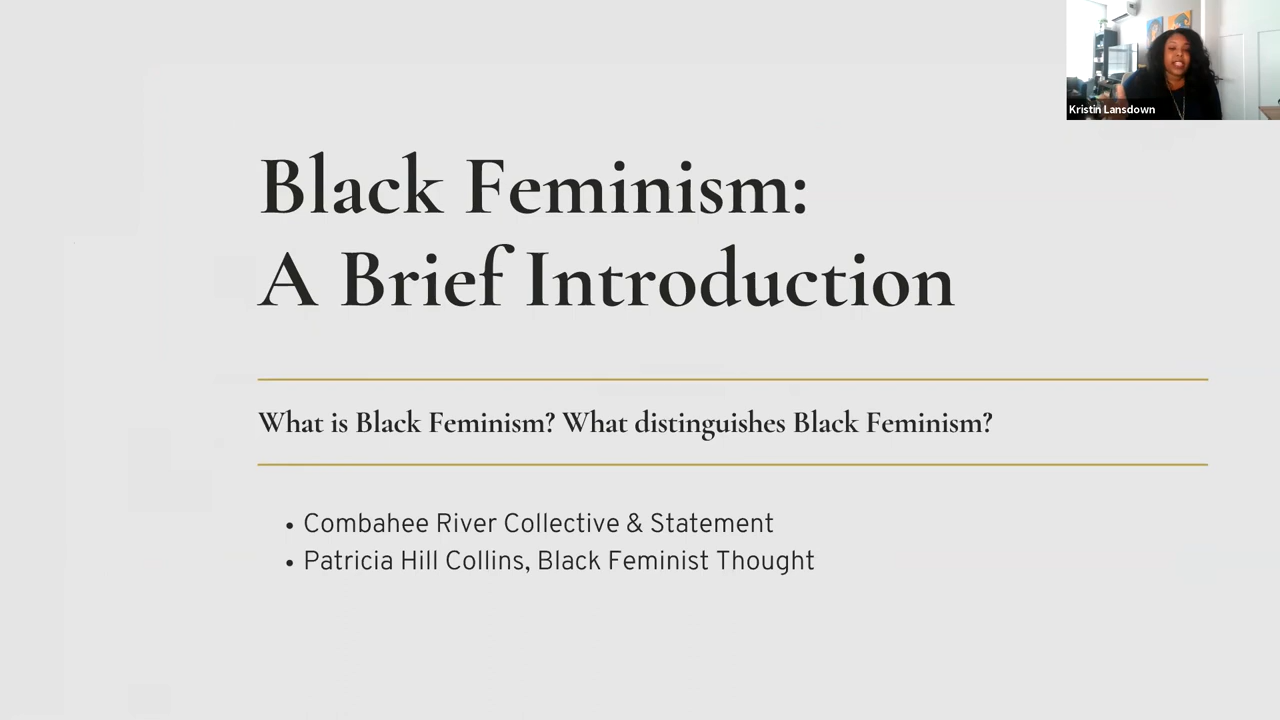 Kristin Lansdown
Black Feminism:
A Brief Introduction
What is Black Feminism? What distinguishes Black Feminism?
• Combahee River Collective & Statement
• Patricia Hill Collins, Black Feminist Thought